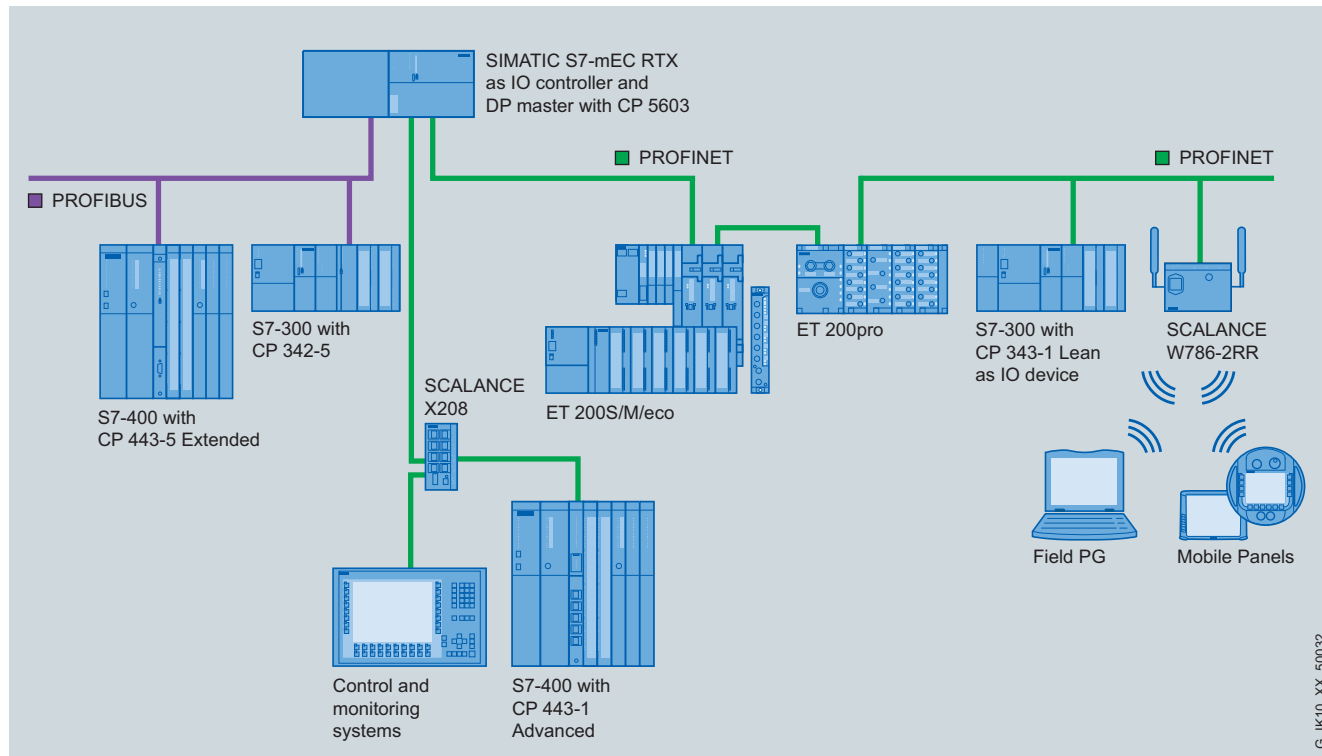 SIMATIC S7-mEC RTX
as IO controller and
DP master with CP 5603
PROFINET
PROFINET
PROFIBUS
S7-400 with
CP 443-5 Extended
S7-300 with
CP 342-5
SCALANCE
X208
ET 200S/M/eco
ET 200pro
S7-300 with
CP 343-1 Lean
as IO device
SCALANCE
W786-2RR
Field PG
Mobile Panels
Control and
monitoring
systems
S7-400 with
CP 443-1
Advanced
G_IK10_XX_50032